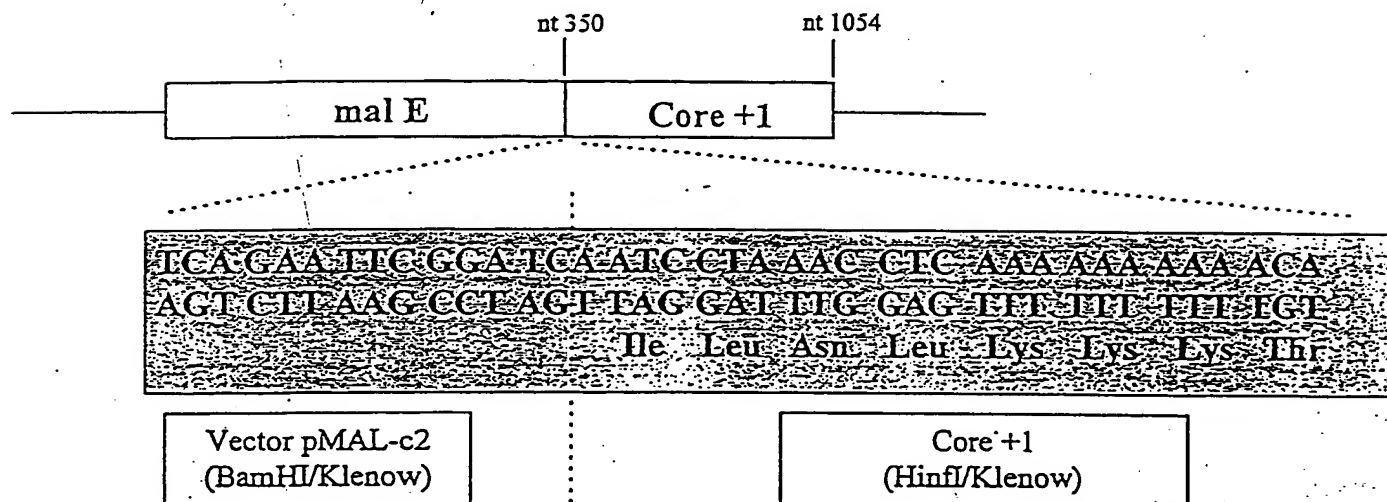 nt 350 nt 1054
mal E Core +1
TCA GAA TTC GGA TCA ATC CTA AAC CTC AAA AAA AAA ACA
AGT CTT AAG CCT AGT TAG GAT TTG GAG TTT TTT TTT TGT
Ile Leu Asn Leu Lys Lys Lys Thr
Vector pMAL-c2 Core +1
(BamHI/Klenow) (HinfI/Klenow)